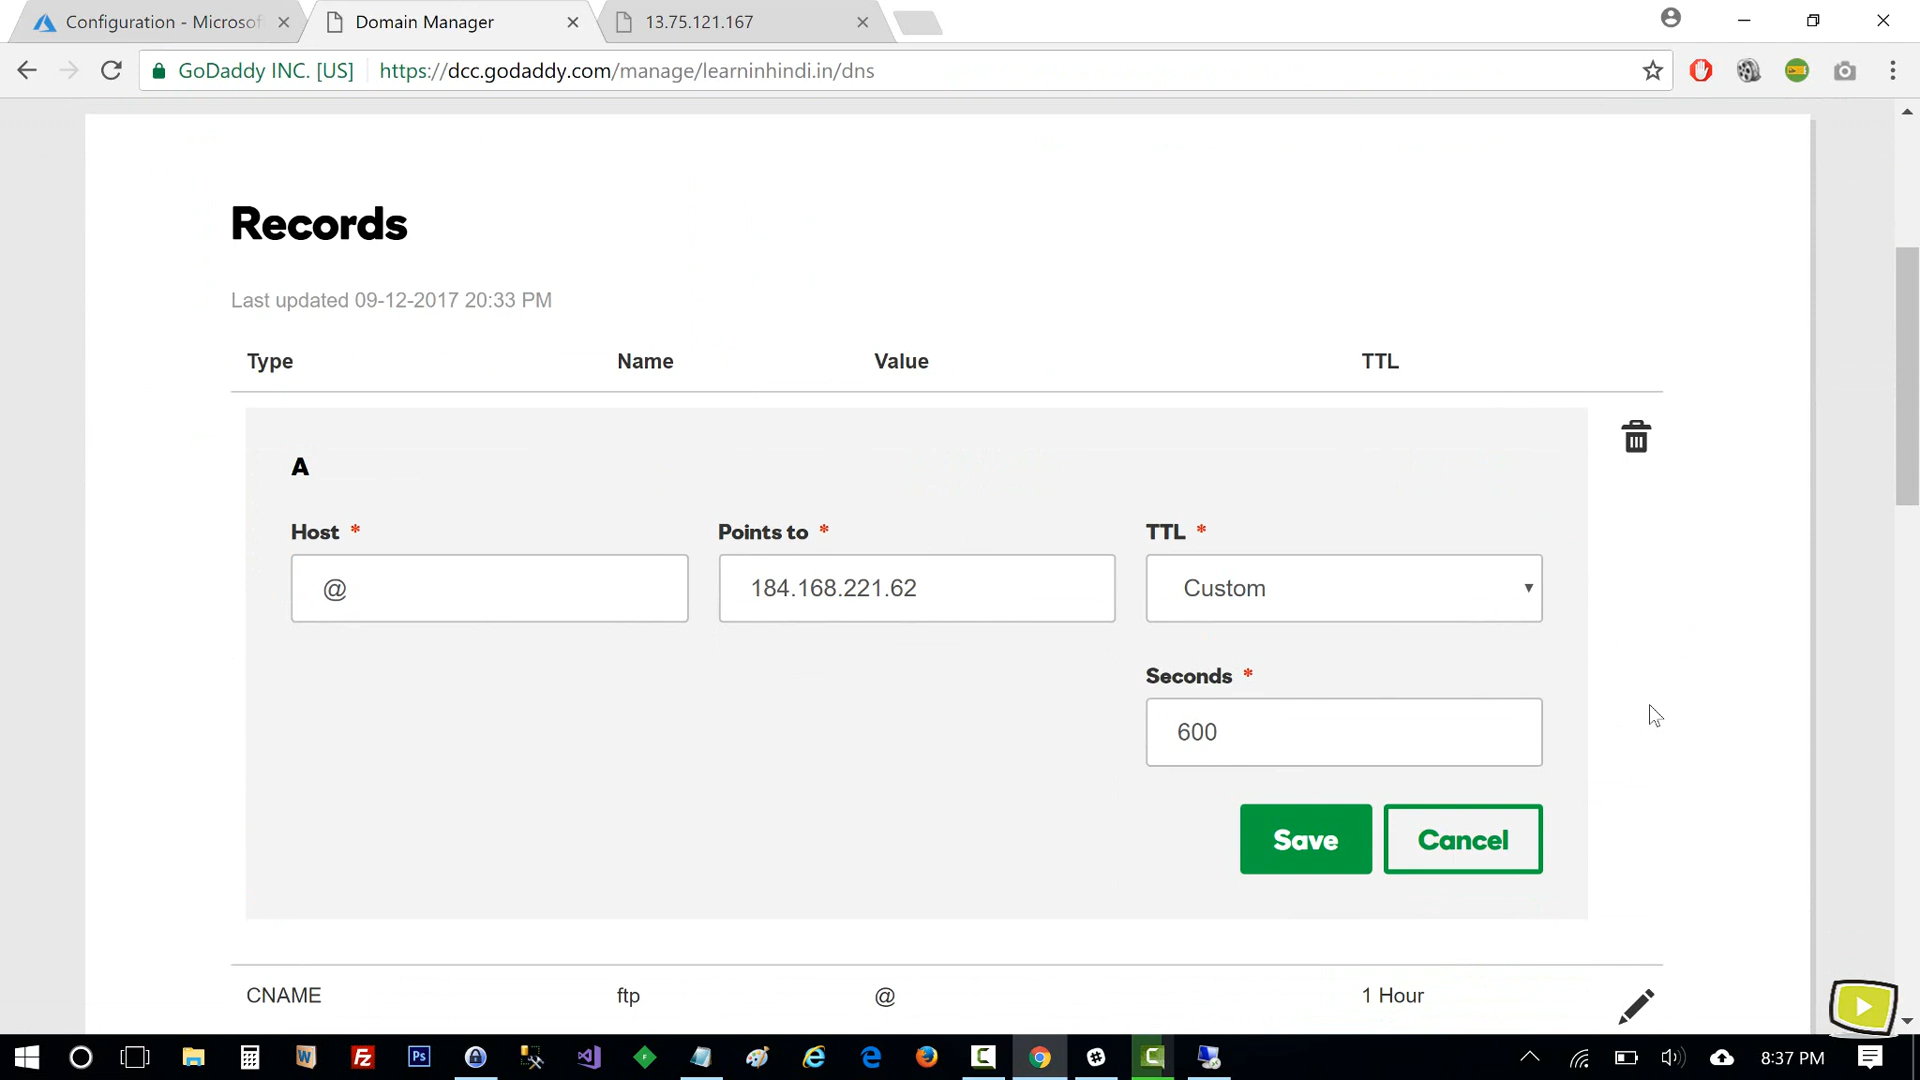 Configuration - Microsof
Domain Manager
13.75.121.167
GoDaddy INC. [US]
https://dcc.godaddy.com/manage/learninhindi.in/dns
Records
Last updated 09-12-2017 20:33 PM
Type Name Value TTL
A
Host * Points to * TTL *
@ 184.168.221.62 Custom
Seconds *
600
Save Cancel
CNAME ftp @ 1 Hour
8:37 PM